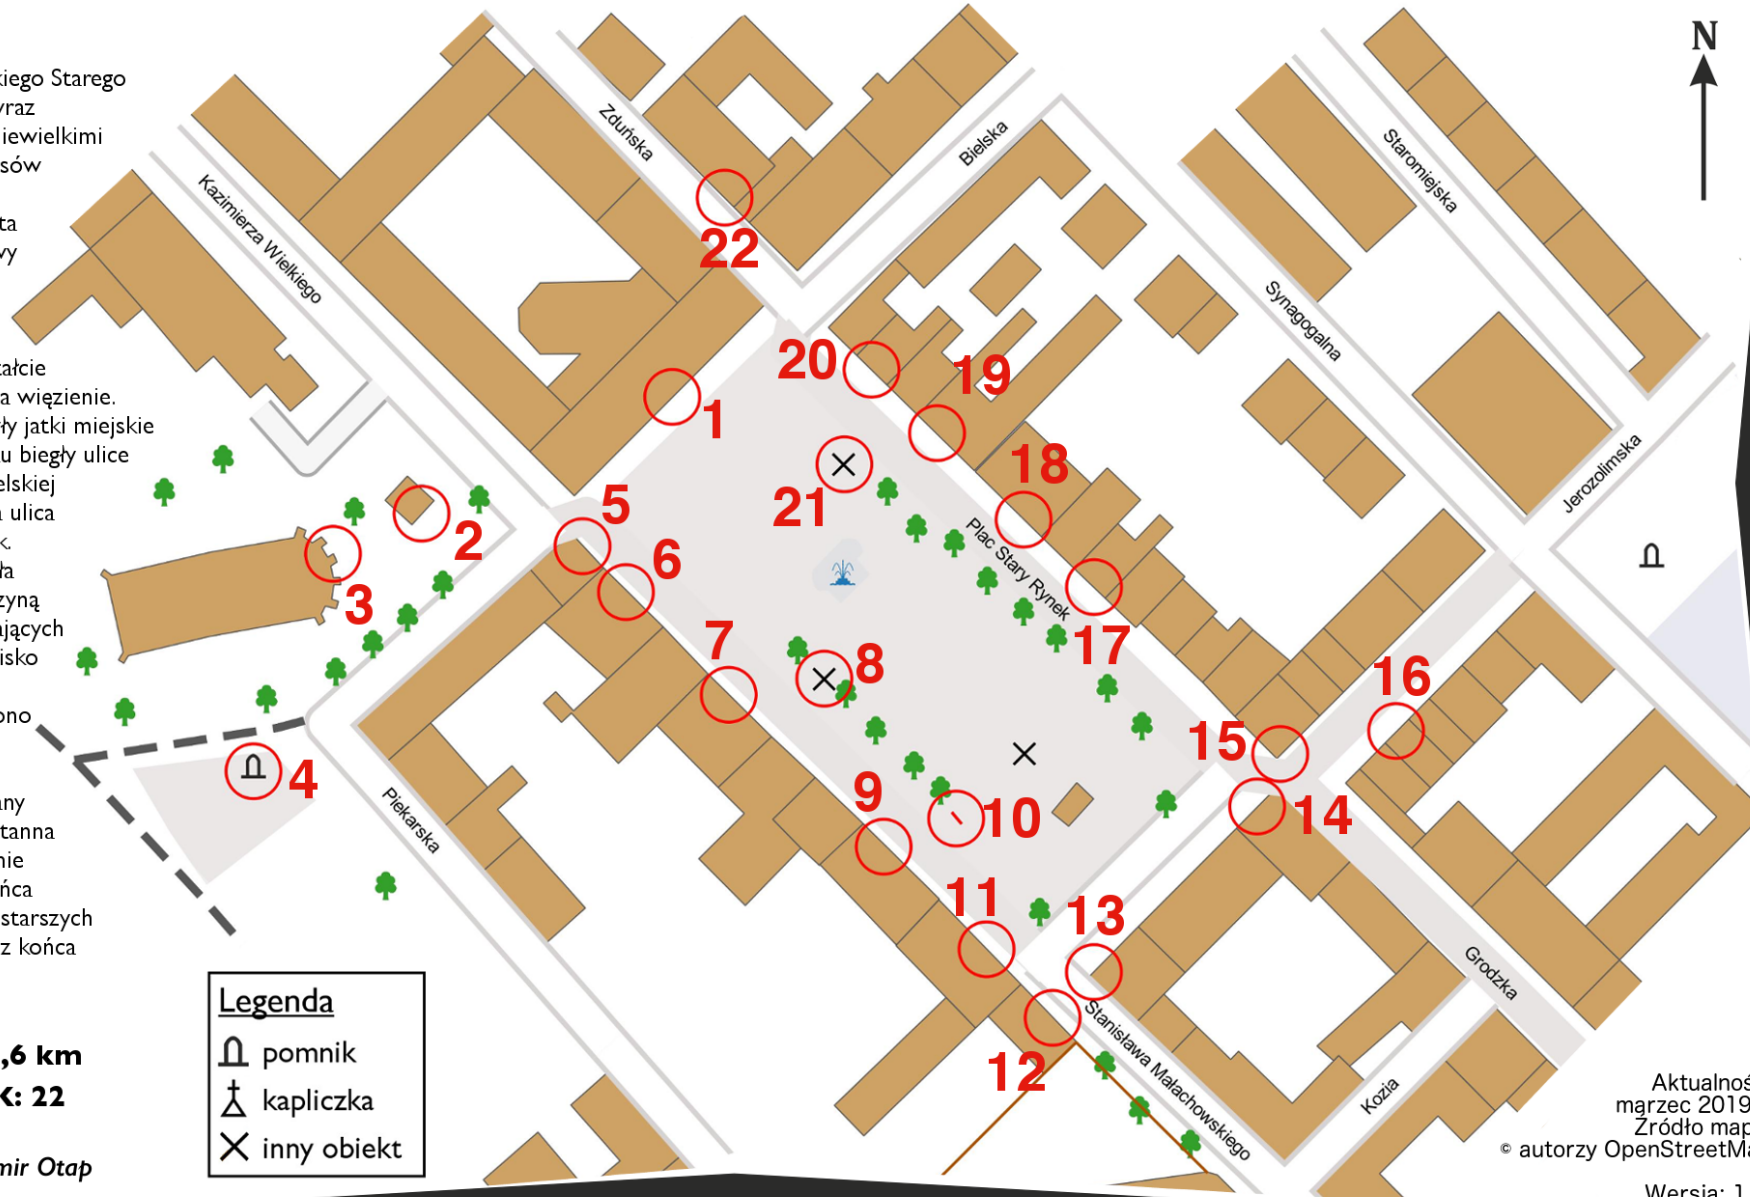 kiego Starego
yraz
iewielkimi
sów
ta
wy
tałcie
a więzienie.
ły jatki miejskie
u biegły ulice
elskiej
a ulica
k.
ła
zyną
ających
isko
ono
any
tanna
nie
ńca
starszych
z końca
,6 km
K: 22
mir Otap
N
Zduńska
Bielska
Staromiejska
Kazimierza Wielkiego
Synagogalna
Jerozolimska
Plac Stary Rynek
Piekarska
Grodzka
Stanisława Małachowskiego
Kozia
22
20
19
1
18
21
5
2
6
3
7
17
8
16
15
4
9
10
14
11
13
12
Legenda
pomnik
kapliczka
inny obiekt
Aktualnoś
marzec 2019
Źródło map
© autorzy OpenStreetMa
Wersja: 1